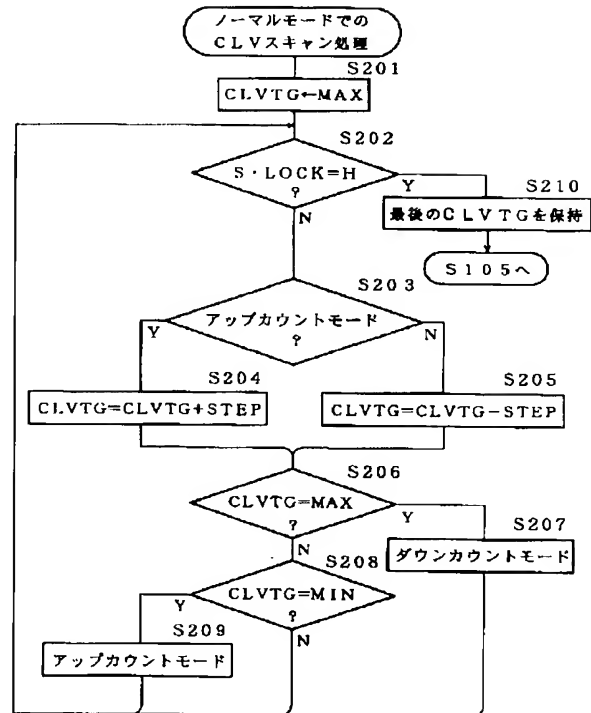 ノーマルモードでの
CLVスキャン処理
S201
CLVTG←MAX
S202
S・LOCK=H
?
Y
N
S210
最後のCLVTGを保持
S105へ
S203
アップカウントモード
?
Y
N
S204
CLVTG=CLVTG+STEP
S205
CLVTG=CLVTG−STEP
S206
CLVTG=MAX
?
Y
N
S207
ダウンカウントモード
S208
CLVTG=MIN
?
Y
N
S209
アップカウントモード